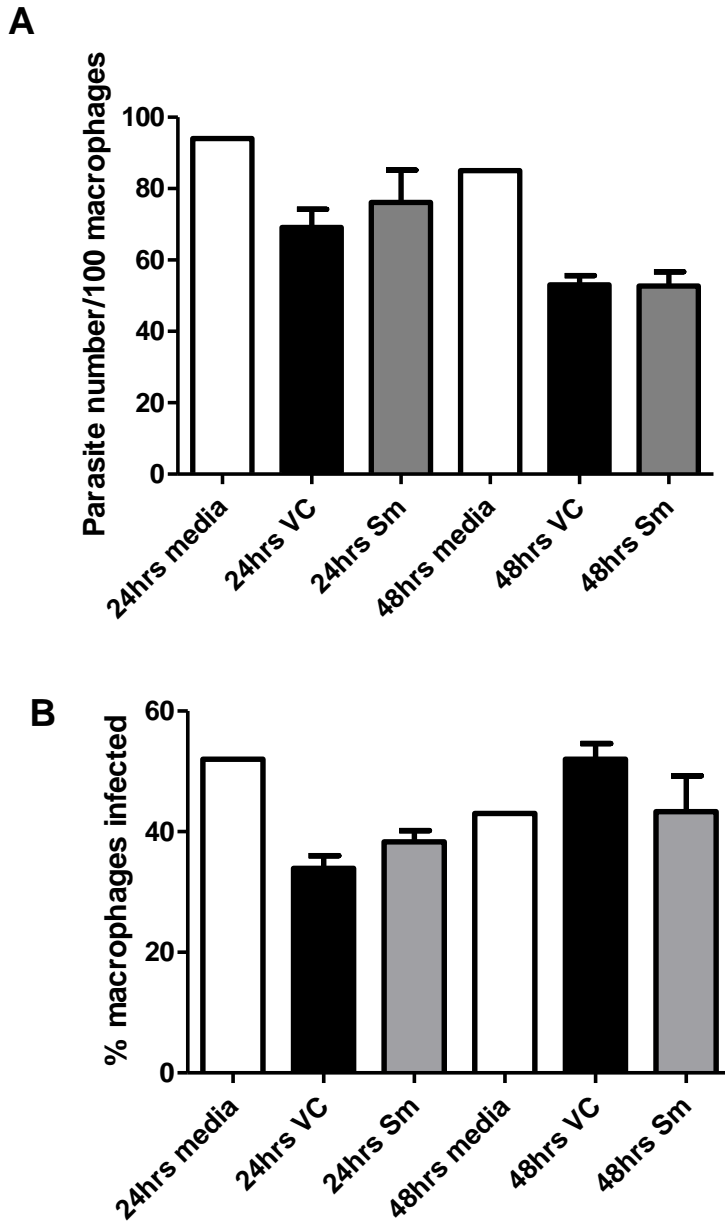 A
Parasite number/100 macrophages
100
80
60
40
20
0
24hrs media
24hrs VC
24hrs Sm
48hrs media
48hrs VC
48hrs Sm
B
% macrophages infected
60
40
20
0
24hrs media
24hrs VC
24hrs Sm
48hrs media
48hrs VC
48hrs Sm